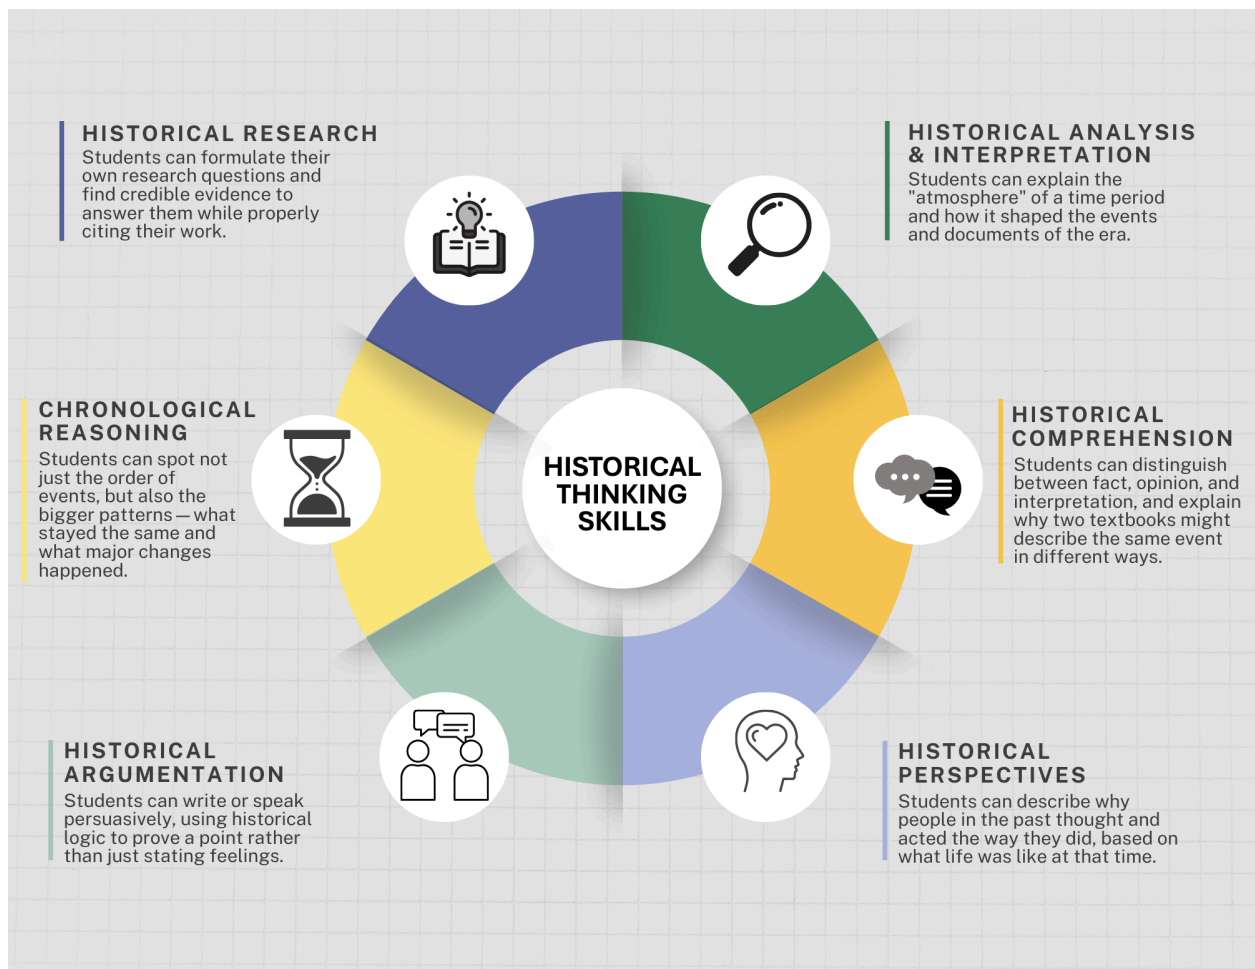 HISTORICAL RESEARCH
Students can formulate their
own research questions and
find credible evidence to
answer them while properly
citing their work.
HISTORICAL ANALYSIS
& INTERPRETATION
Students can explain the
"atmosphere" of a time period
and how it shaped the events
and documents of the era.
CHRONOLOGICAL
REASONING
Students can spot not
just the order of
events, but also the
bigger patterns—what
stayed the same and
what major changes
happened.
HISTORICAL
THINKING
SKILLS
HISTORICAL
COMPREHENSION
Students can distinguish
between fact, opinion, and
interpretation, and explain
why two textbooks might
describe the same event
in different ways.
HISTORICAL
ARGUMENTATION
Students can write or speak
persuasively, using historical
logic to prove a point rather
than just stating feelings.
HISTORICAL
PERSPECTIVES
Students can describe why
people in the past thought and
acted the way they did, based on
what life was like at that time.